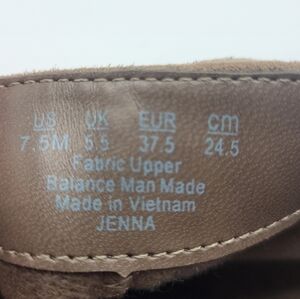 US UK EUR cm
7.5M 5.5 37.5 24.5
Fabric Upper
Balance Man Made
Made in Vietnam
JENNA